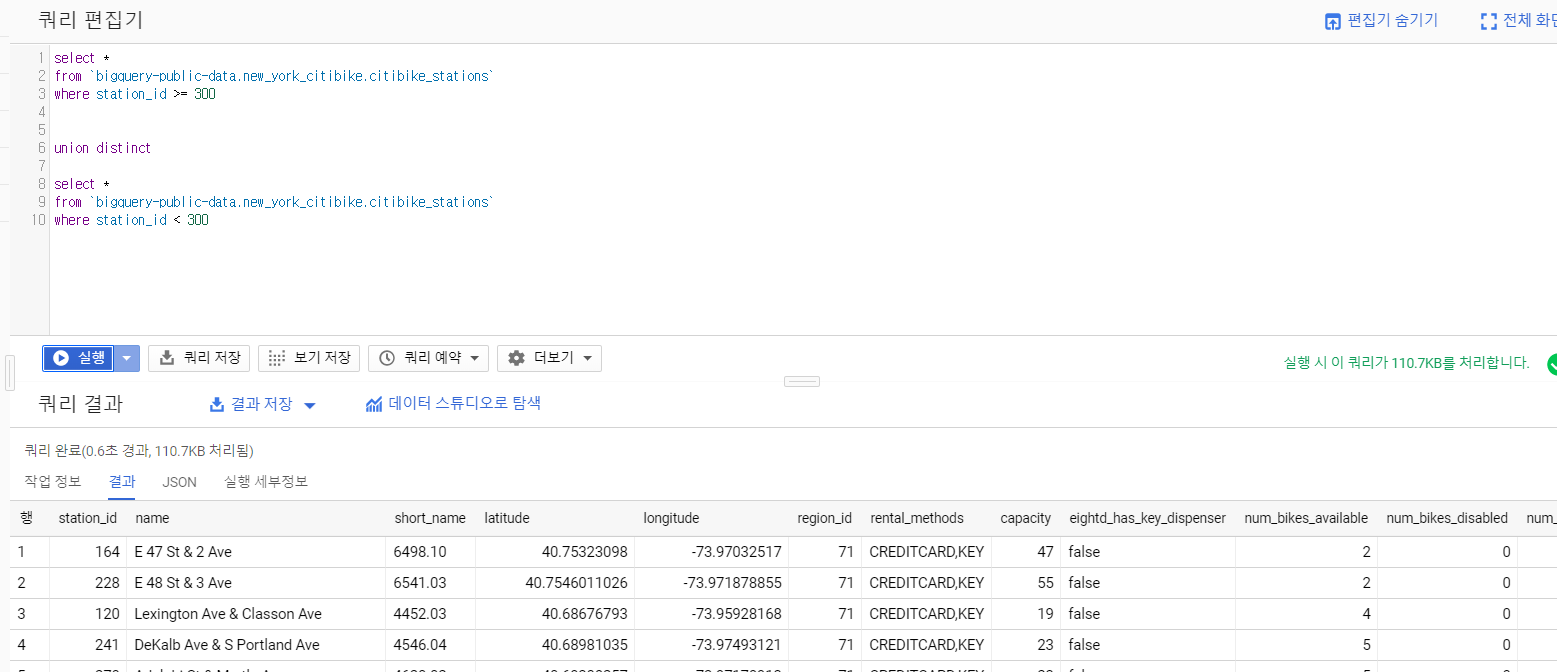 쿼리 편집기
편집기 숨기기
전체 화면
1 select *
2 from `bigquery-public-data.new_york_citibike.citibike_stations`
3 where station_id >= 300
4
5
6 union distinct
7
8 select *
9 from `bigquery-public-data.new_york_citibike.citibike_stations`
10 where station_id < 300
실행 쿼리 저장 보기 저장 쿼리 예약 더보기
실행 시 이 쿼리가 110.7KB를 처리합니다.
쿼리 결과 결과 저장 데이터 스튜디오로 탐색
쿼리 완료(0.6초 경과, 110.7KB 처리됨)
작업 정보 결과 JSON 실행 세부정보
행 station_id name short_name latitude longitude region_id rental_methods capacity eightd_has_key_dispenser num_bikes_available num_bikes_disabled num_
1 164 E 47 St & 2 Ave 6498.10 40.75323098 -73.97032517 71 CREDITCARD,KEY 47 false 2 0
2 228 E 48 St & 3 Ave 6541.03 40.7546011026 -73.971878855 71 CREDITCARD,KEY 55 false 2 0
3 120 Lexington Ave & Classon Ave 4452.03 40.68676793 -73.95928168 71 CREDITCARD,KEY 19 false 4 0
4 241 DeKalb Ave & S Portland Ave 4546.04 40.68981035 -73.97493121 71 CREDITCARD,KEY 23 false 5 0